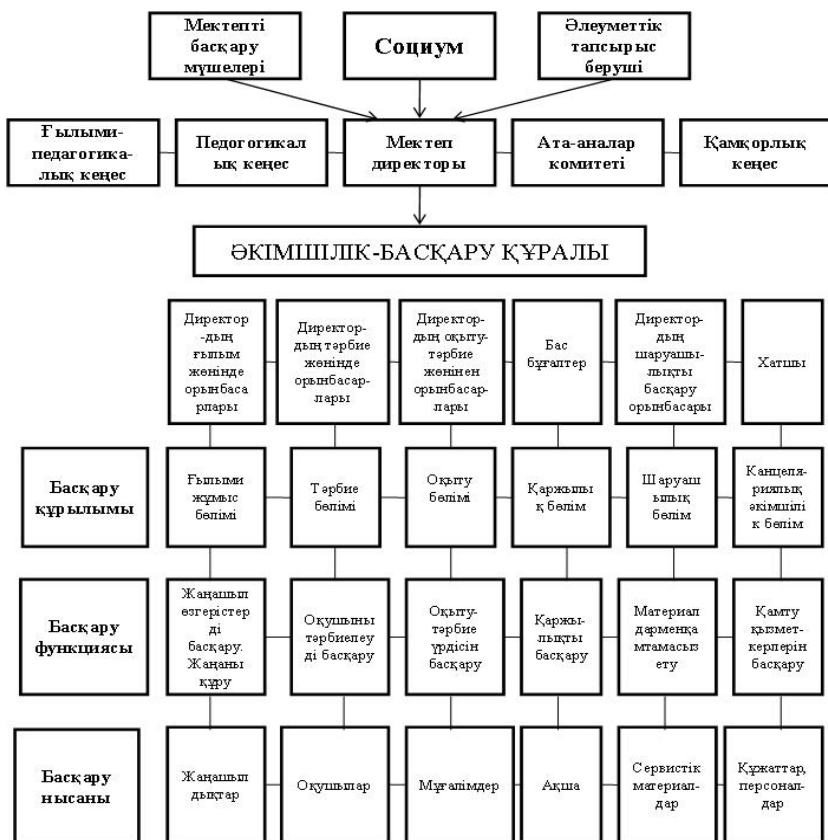 Мектепті
басқару
мүшелері
Социум
Әлеуметтік
тапсырыс
беруші
Ғылыми-
педагогика-
лық кеңес
Педогогикал
ық кеңес
Мектеп
директоры
Ата-аналар
комитеті
Қамқорлық
кеңес
ӘКІМШІЛІК-БАСҚАРУ ҚҰРАЛЫ
Директор
-дың
ғылым
жөнінде
орынбаса
рлары
Директор-
дың тәрбие
жөнінде
орынбасар-
лары
Директор-
дың оқыту-
тәрбие
жөнінен
орынбасар-
лары
Бас
бұғалтер
Директор-
дың
шаруашы-
лықты
басқару
орынбасары
Хатшы
Басқару
құрылымы
Ғылыми
жұмыс
бөлімі
Тәрбие
бөлімі
Оқыту
бөлімі
Қаржылы
қ бөлім
Шаруаш
ылық
бөлім
Канцеля-
риялық
әкімшілі
к бөлім
Басқару
функциясы
Жаңашыл
өзгерістер
ді
басқару.
Жаңаны
құру
Оқушыны
тәрбиелеу
ді басқару
Оқыту-
тәрбие
үрдісін
басқару
Қаржы-
лықты
басқару
Материал
дарменқа
мтамасыз
ету
Қамту
қызмет-
керлерін
басқару
Басқару
нысаны
Жаңашыл
дықтар
Оқушылар
Мұғалімдер
Ақша
Сервистік
материал-
дар
Құжаттар,
персонал-
дар